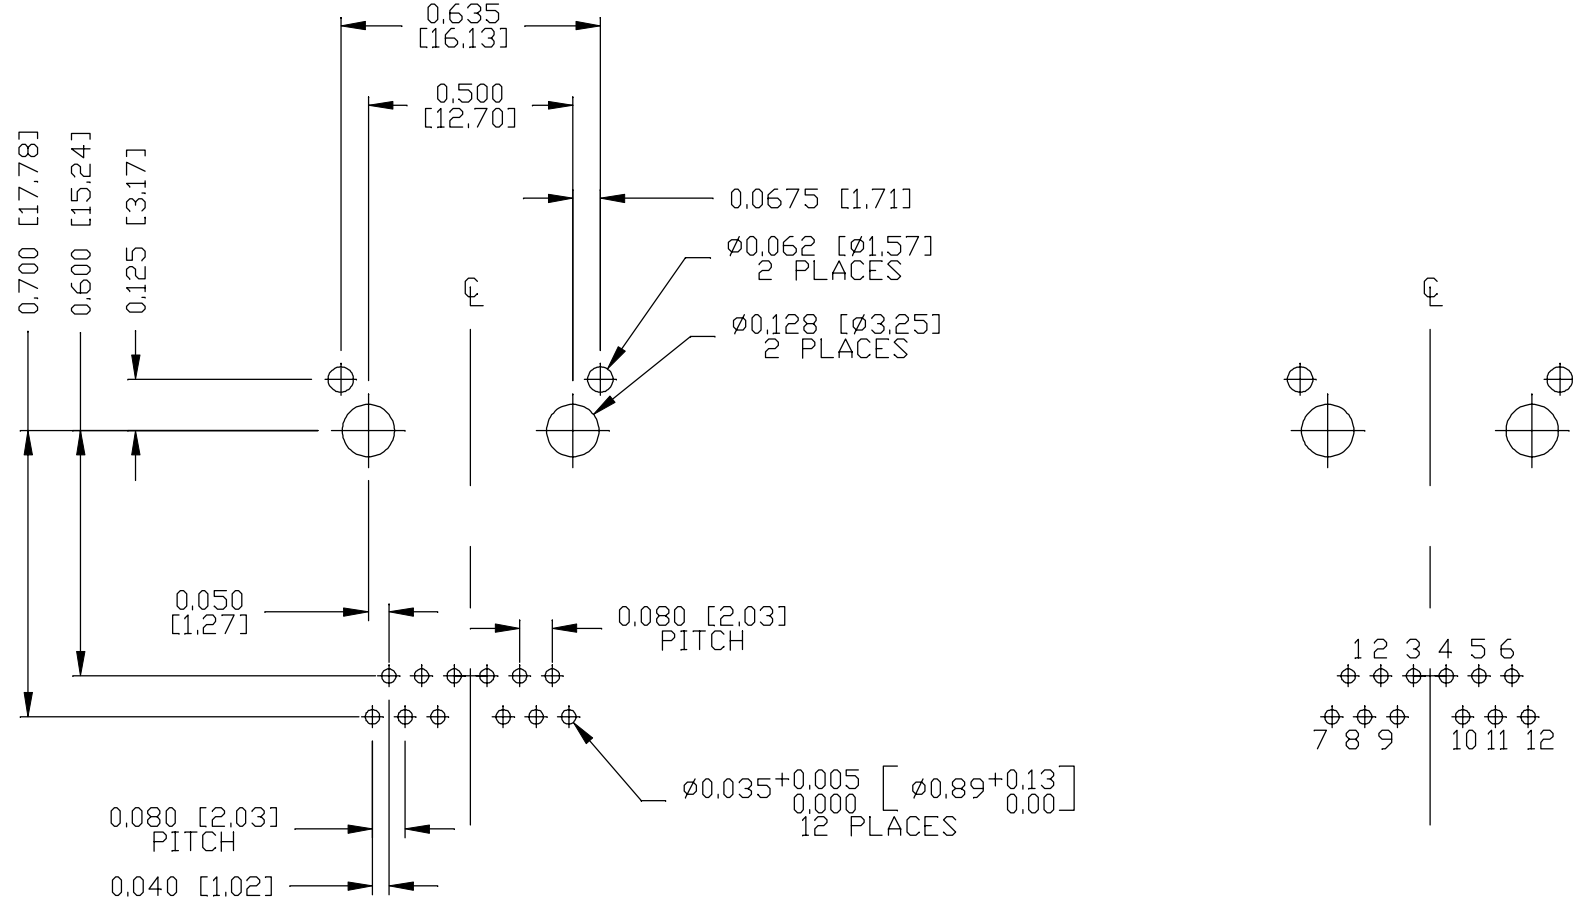 0.635
[16.13]
0.500
[12.70]
0.700 [17.78]
0.600 [15.24]
0.125 [3.17]
0.0675 [1.71]
Ø0.062 [Ø1.57]
2 PLACES
℄
℄
Ø0.128 [Ø3.25]
2 PLACES
0.050
[1.27]
0.080 [2.03]
PITCH
1 2 3 4 5 6
7 8 9 10 11 12
Ø0.035 +0.005 [ Ø0.89 +0.13 ]
0.000 0.00
12 PLACES
0.080 [2.03]
PITCH
0.040 [1.02]